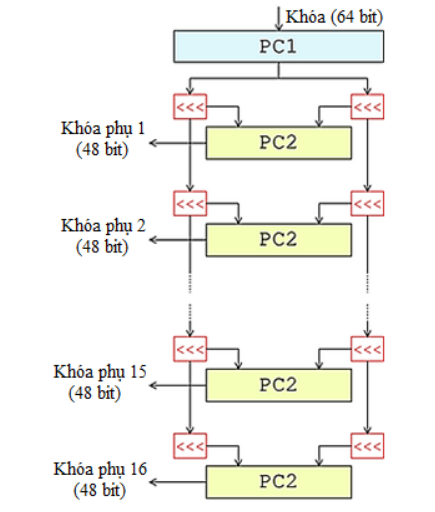 Khóa (64 bit)
PC1
<<< <<<
Khóa phụ 1
(48 bit)
PC2
<<< <<<
Khóa phụ 2
(48 bit)
PC2
<<< <<<
Khóa phụ 15
(48 bit)
PC2
<<< <<<
Khóa phụ 16
(48 bit)
PC2